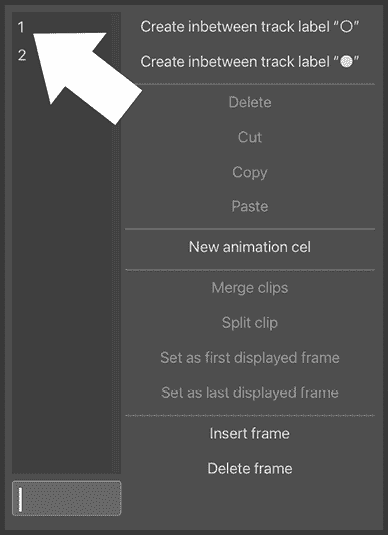 1
2
Create inbetween track label “○”
Create inbetween track label “●”
Delete
Cut
Copy
Paste
New animation cel
Merge clips
Split clip
Set as first displayed frame
Set as last displayed frame
Insert frame
Delete frame